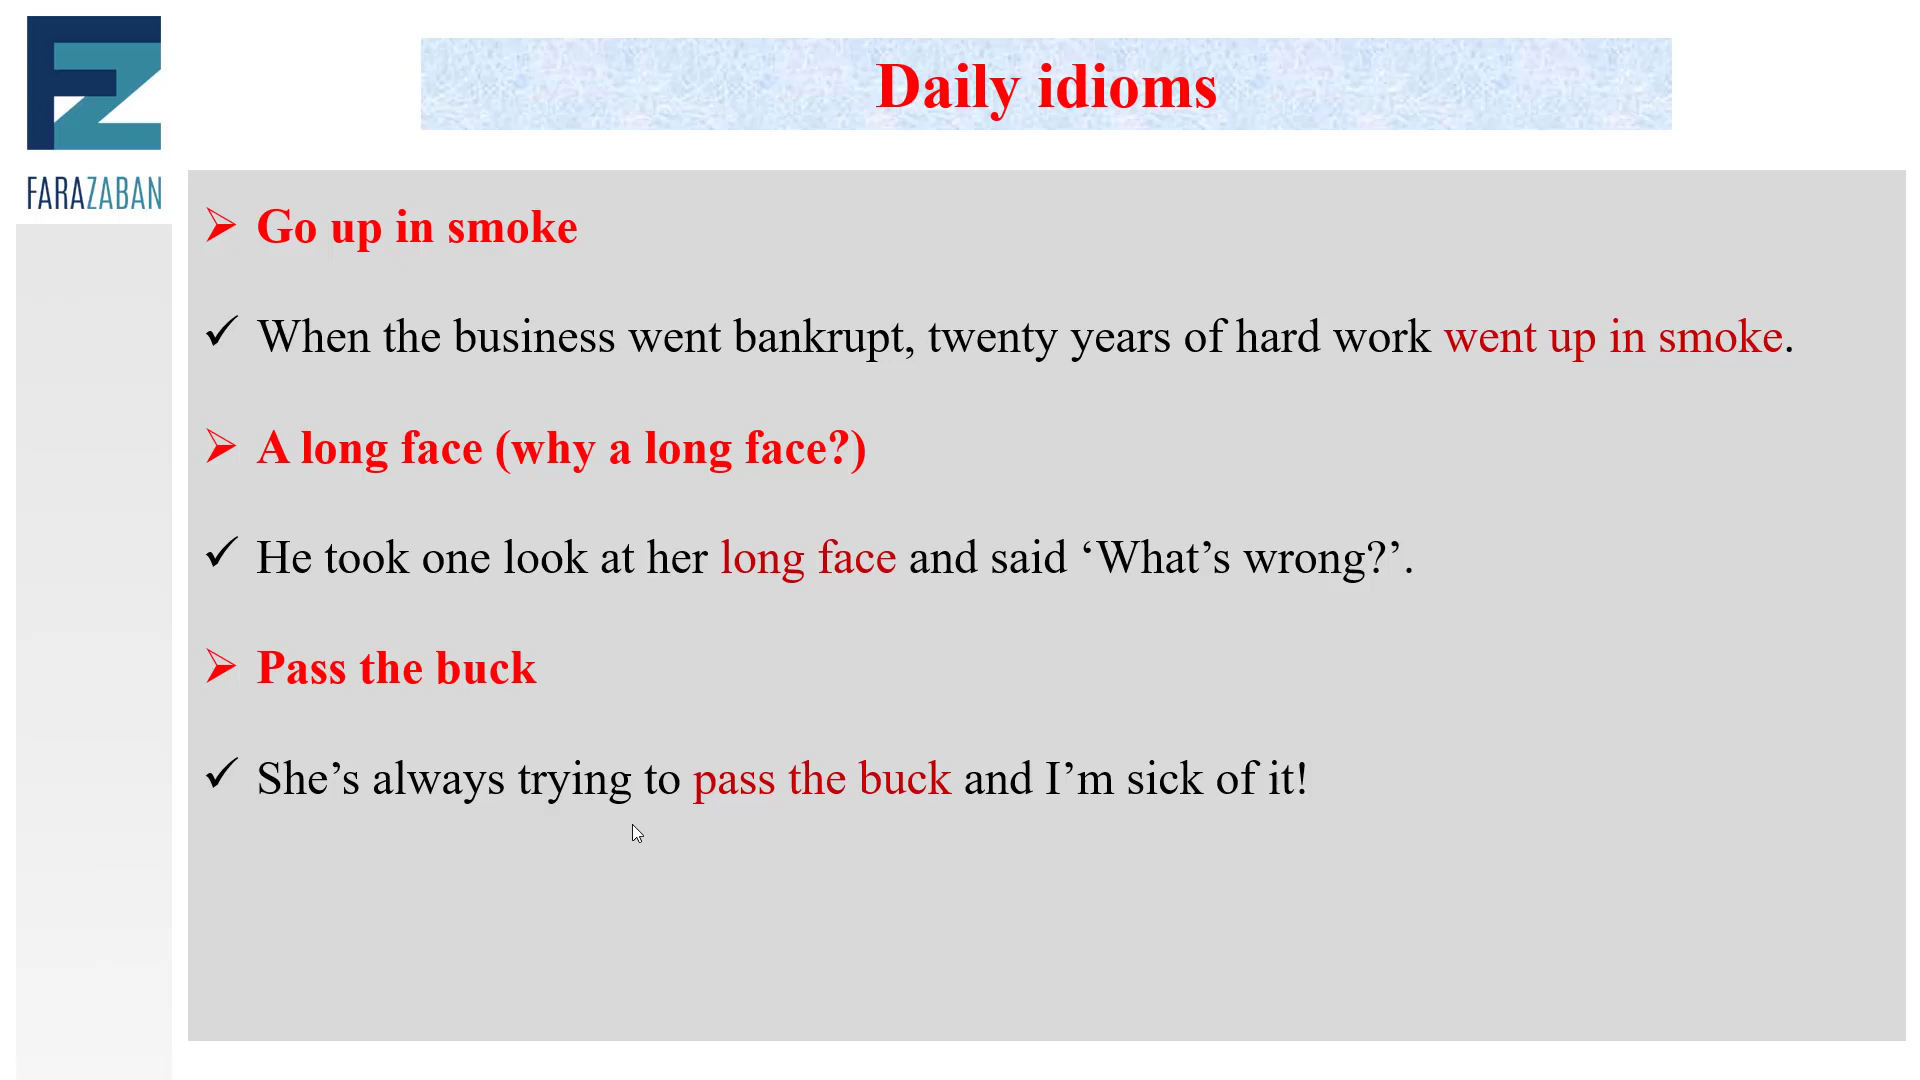 FARAZABAN
Daily idioms
Go up in smoke
When the business went bankrupt, twenty years of hard work went up in smoke.
A long face (why a long face?)
He took one look at her long face and said ‘What’s wrong?’.
Pass the buck
She’s always trying to pass the buck and I’m sick of it!